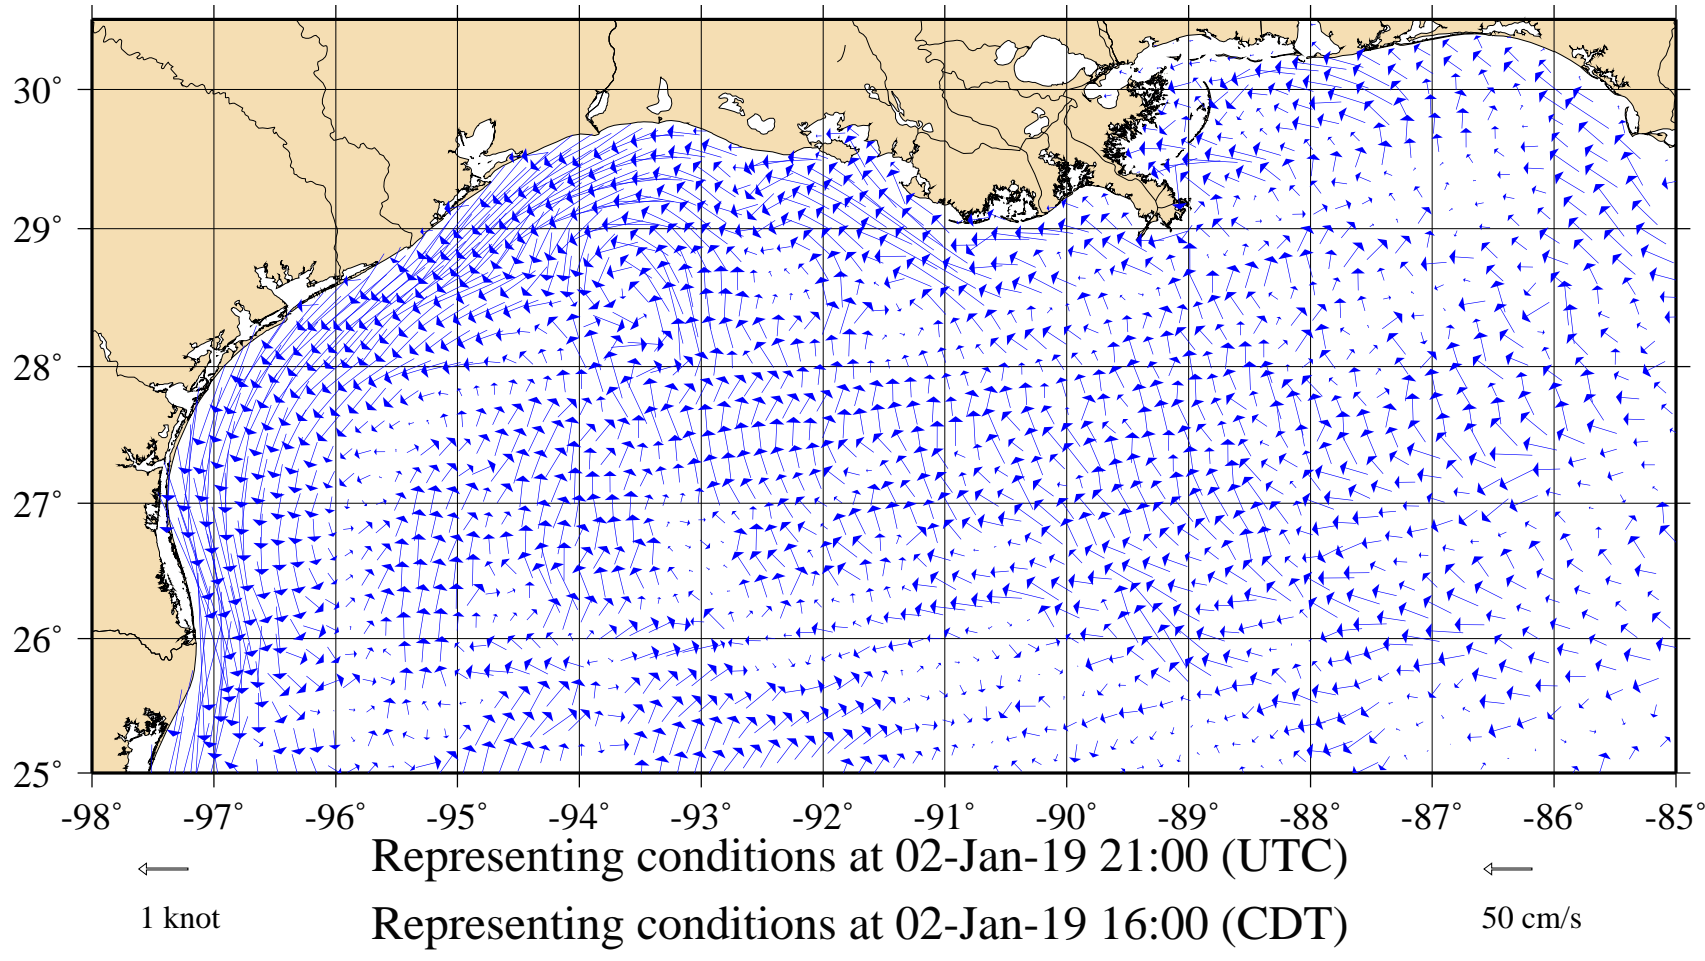 30°
29°
28°
27°
26°
25°
-98° -97° -96° -95° -94° -93° -92° -91° -90° -89° -88° -87° -86° -85°
Representing conditions at 02-Jan-19 21:00 (UTC)
1 knot
Representing conditions at 02-Jan-19 16:00 (CDT)
50 cm/s